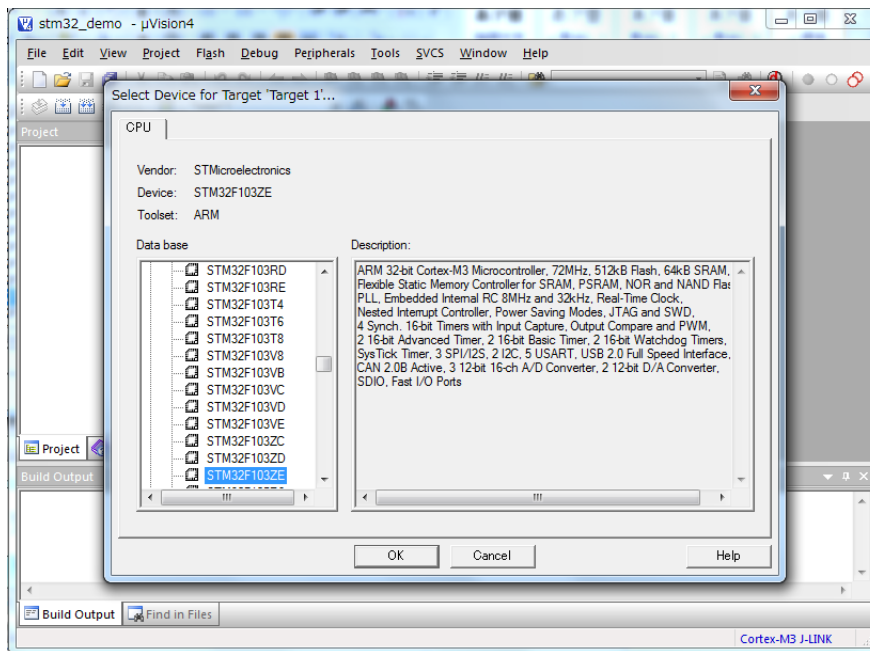 stm32_demo - µVision4
File Edit View Project Flash Debug Peripherals Tools SVCS Window Help
Select Device for Target 'Target 1'...
Project
CPU
Vendor: STMicroelectronics
Device: STM32F103ZE
Toolset: ARM
Data base
Description:
STM32F103RD
STM32F103RE
STM32F103T4
STM32F103T6
STM32F103T8
STM32F103V8
STM32F103VB
STM32F103VC
STM32F103VD
STM32F103VE
STM32F103ZC
STM32F103ZD
STM32F103ZE
ARM 32-bit Cortex-M3 Microcontroller, 72MHz, 512kB Flash, 64kB SRAM,
Flexible Static Memory Controller for SRAM, PSRAM, NOR and NAND Flas
PLL, Embedded Internal RC 8MHz and 32kHz, Real-Time Clock,
Nested Interrupt Controller, Power Saving Modes, JTAG and SWD,
4 Synch. 16-bit Timers with Input Capture, Output Compare and PWM,
2 16-bit Advanced Timer, 2 16-bit Basic Timer, 2 16-bit Watchdog Timers,
SysTick Timer, 3 SPI/I2S, 2 I2C, 5 USART, USB 2.0 Full Speed Interface,
CAN 2.0B Active, 3 12-bit 16-ch A/D Converter, 2 12-bit D/A Converter,
SDIO, Fast I/O Ports
Project
Build Output
OK Cancel Help
Build Output Find in Files
Cortex-M3 J-LINK